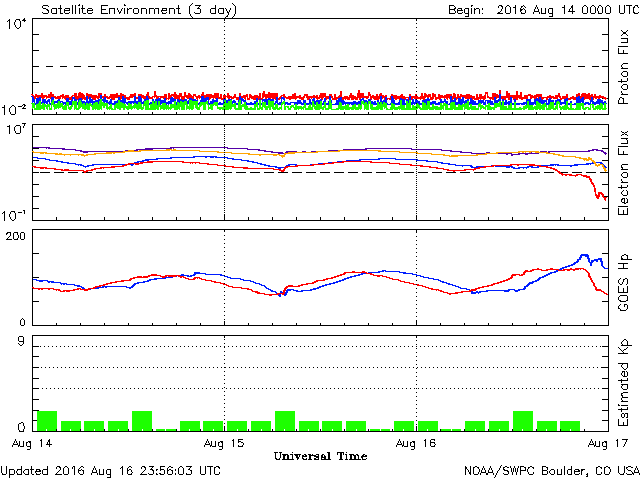 Satellite Environment (3 day) Begin: 2016 Aug 14 0000 UTC
10^4
10^-2
Proton Flux
10^7
10^-1
Electron Flux
200
0
GOES Hp
9
0
Estimated Kp
Aug 14 Aug 15 Aug 16 Aug 17
Universal Time
Updated 2016 Aug 16 23:56:03 UTC NOAA/SWPC Boulder, CO USA